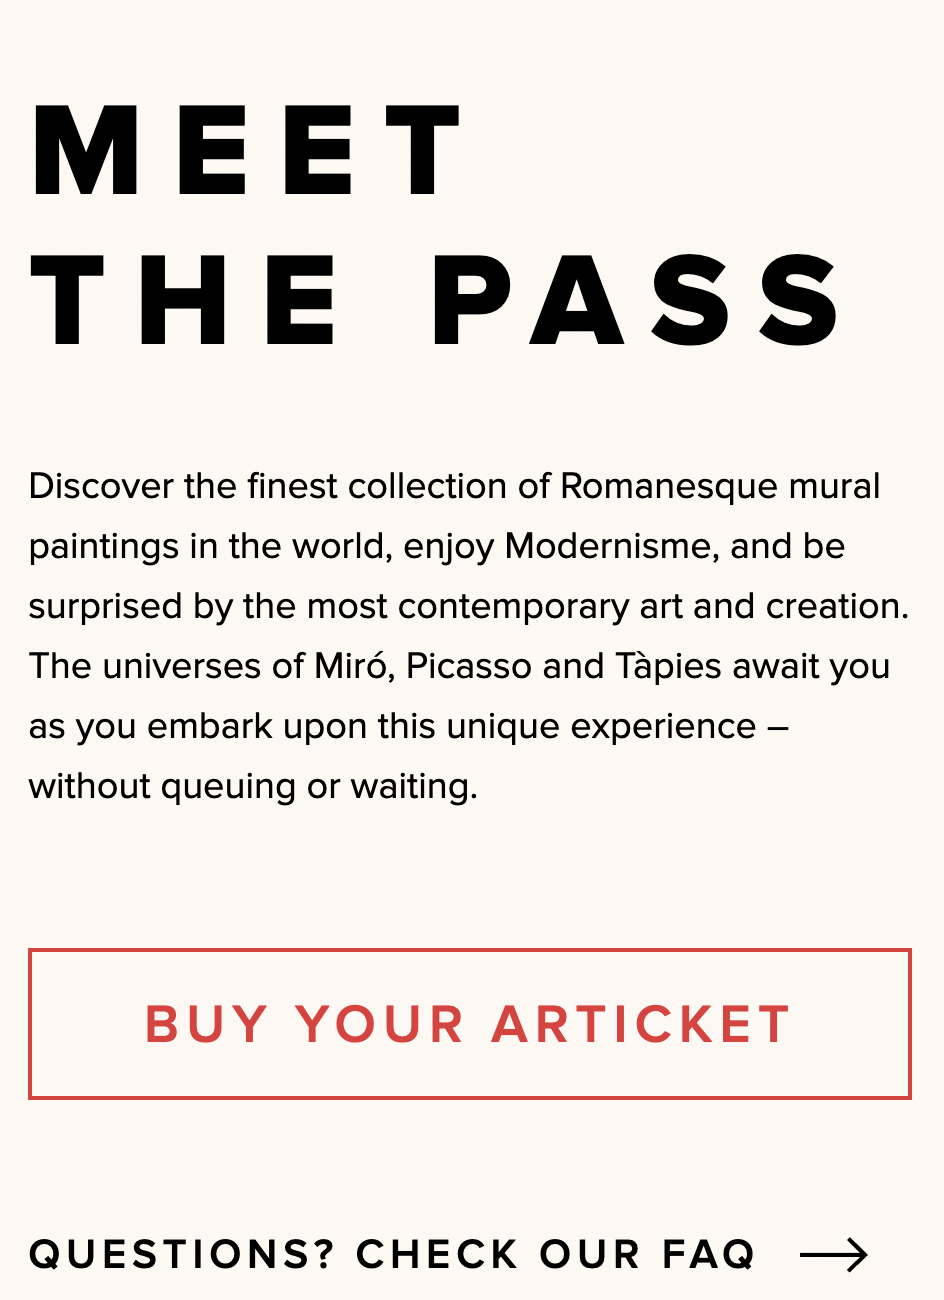 MEET
THE PASS
Discover the finest collection of Romanesque mural
paintings in the world, enjoy Modernisme, and be
surprised by the most contemporary art and creation.
The universes of Miró, Picasso and Tàpies await you
as you embark upon this unique experience –
without queuing or waiting.
BUY YOUR ARTICKET
QUESTIONS? CHECK OUR FAQ →